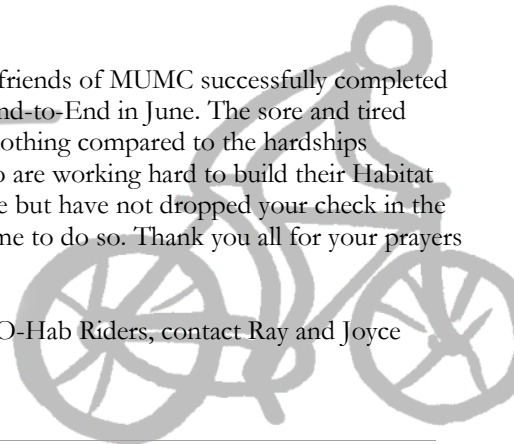 friends of MUMC successfully completed
nd-to-End in June. The sore and tired
othing compared to the hardships
o are working hard to build their Habitat
e but have not dropped your check in the
me to do so. Thank you all for your prayers
O-Hab Riders, contact Ray and Joyce